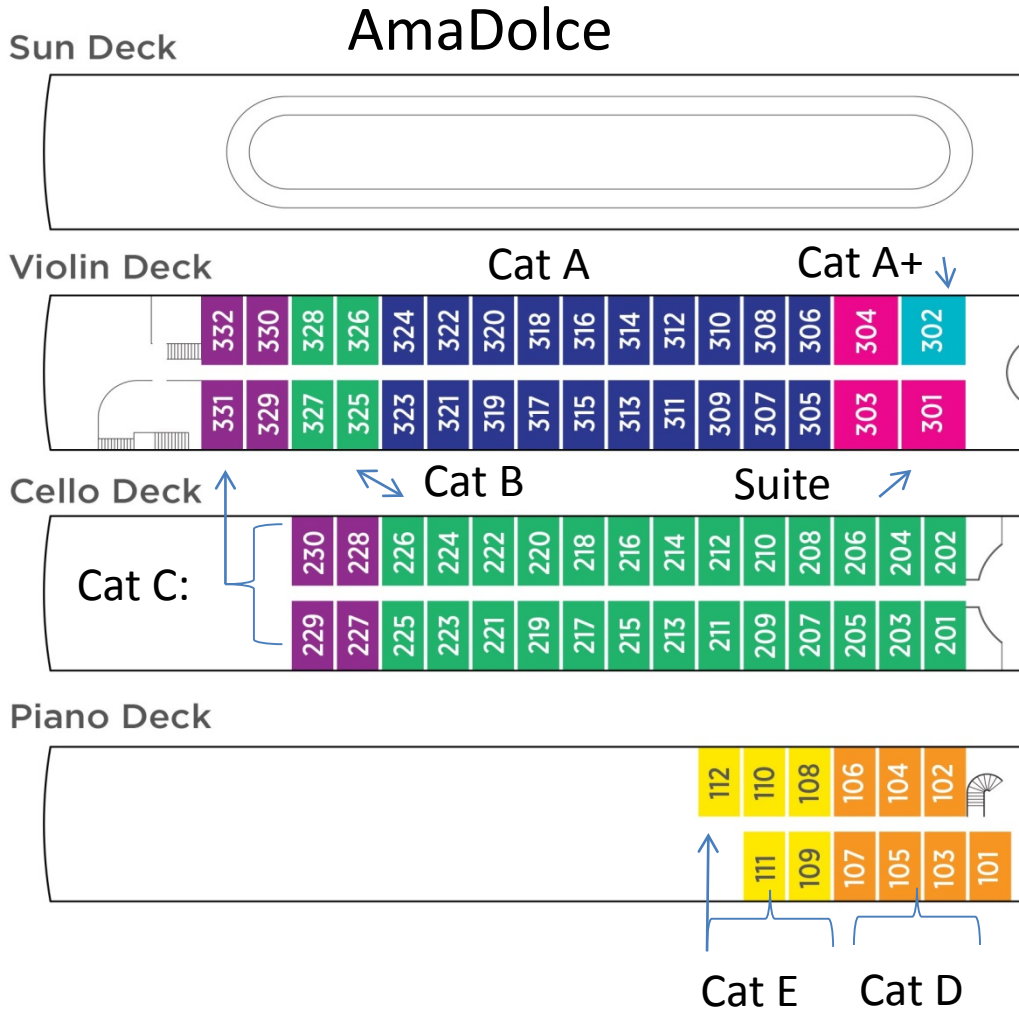 AmaDolce
Sun Deck
Violin Deck
Cat A
Cat A+
332 330 328 326 324 322 320 318 316 314 312 310 308 306 304 302
331 329 327 325 323 321 319 317 315 313 311 309 307 305 303 301
Cello Deck
Cat B
Suite
230 228 226 224 222 220 218 216 214 212 210 208 206 204 202
Cat C:
229 227 225 223 221 219 217 215 213 211 209 207 205 203 201
Piano Deck
112 110 108 106 104 102
111 109 107 105 103 101
Cat E
Cat D